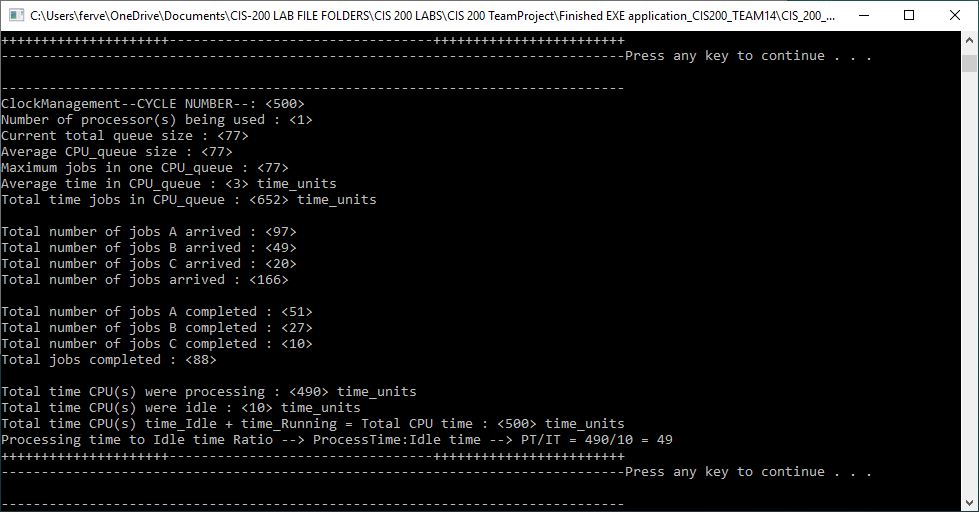 C:\Users\ferve\OneDrive\Documents\CIS-200 LAB FILE FOLDERS\CIS 200 LABS\CIS 200 TeamProject\Finished EXE application_CIS200_TEAM14\CIS_200_...
+++++++++++++++++++++---------------------------------++++++++++++++++++++++++
------------------------------------------------------------------------------Press any key to continue . . .
------------------------------------------------------------------------------
ClockManagement--CYCLE NUMBER--: <500>
Number of processor(s) being used : <1>
Current total queue size : <77>
Average CPU_queue size : <77>
Maximum jobs in one CPU_queue : <77>
Average time in CPU_queue : <3> time_units
Total time jobs in CPU_queue : <652> time_units
Total number of jobs A arrived : <97>
Total number of jobs B arrived : <49>
Total number of jobs C arrived : <20>
Total number of jobs arrived : <166>
Total number of jobs A completed : <51>
Total number of jobs B completed : <27>
Total number of jobs C completed : <10>
Total jobs completed : <88>
Total time CPU(s) were processing : <490> time_units
Total time CPU(s) were idle : <10> time_units
Total time CPU(s) time_Idle + time_Running = Total CPU time : <500> time_units
Processing time to Idle time Ratio --> ProcessTime:Idle time --> PT/IT = 490/10 = 49
+++++++++++++++++++++---------------------------------++++++++++++++++++++++++
------------------------------------------------------------------------------Press any key to continue . . .
------------------------------------------------------------------------------